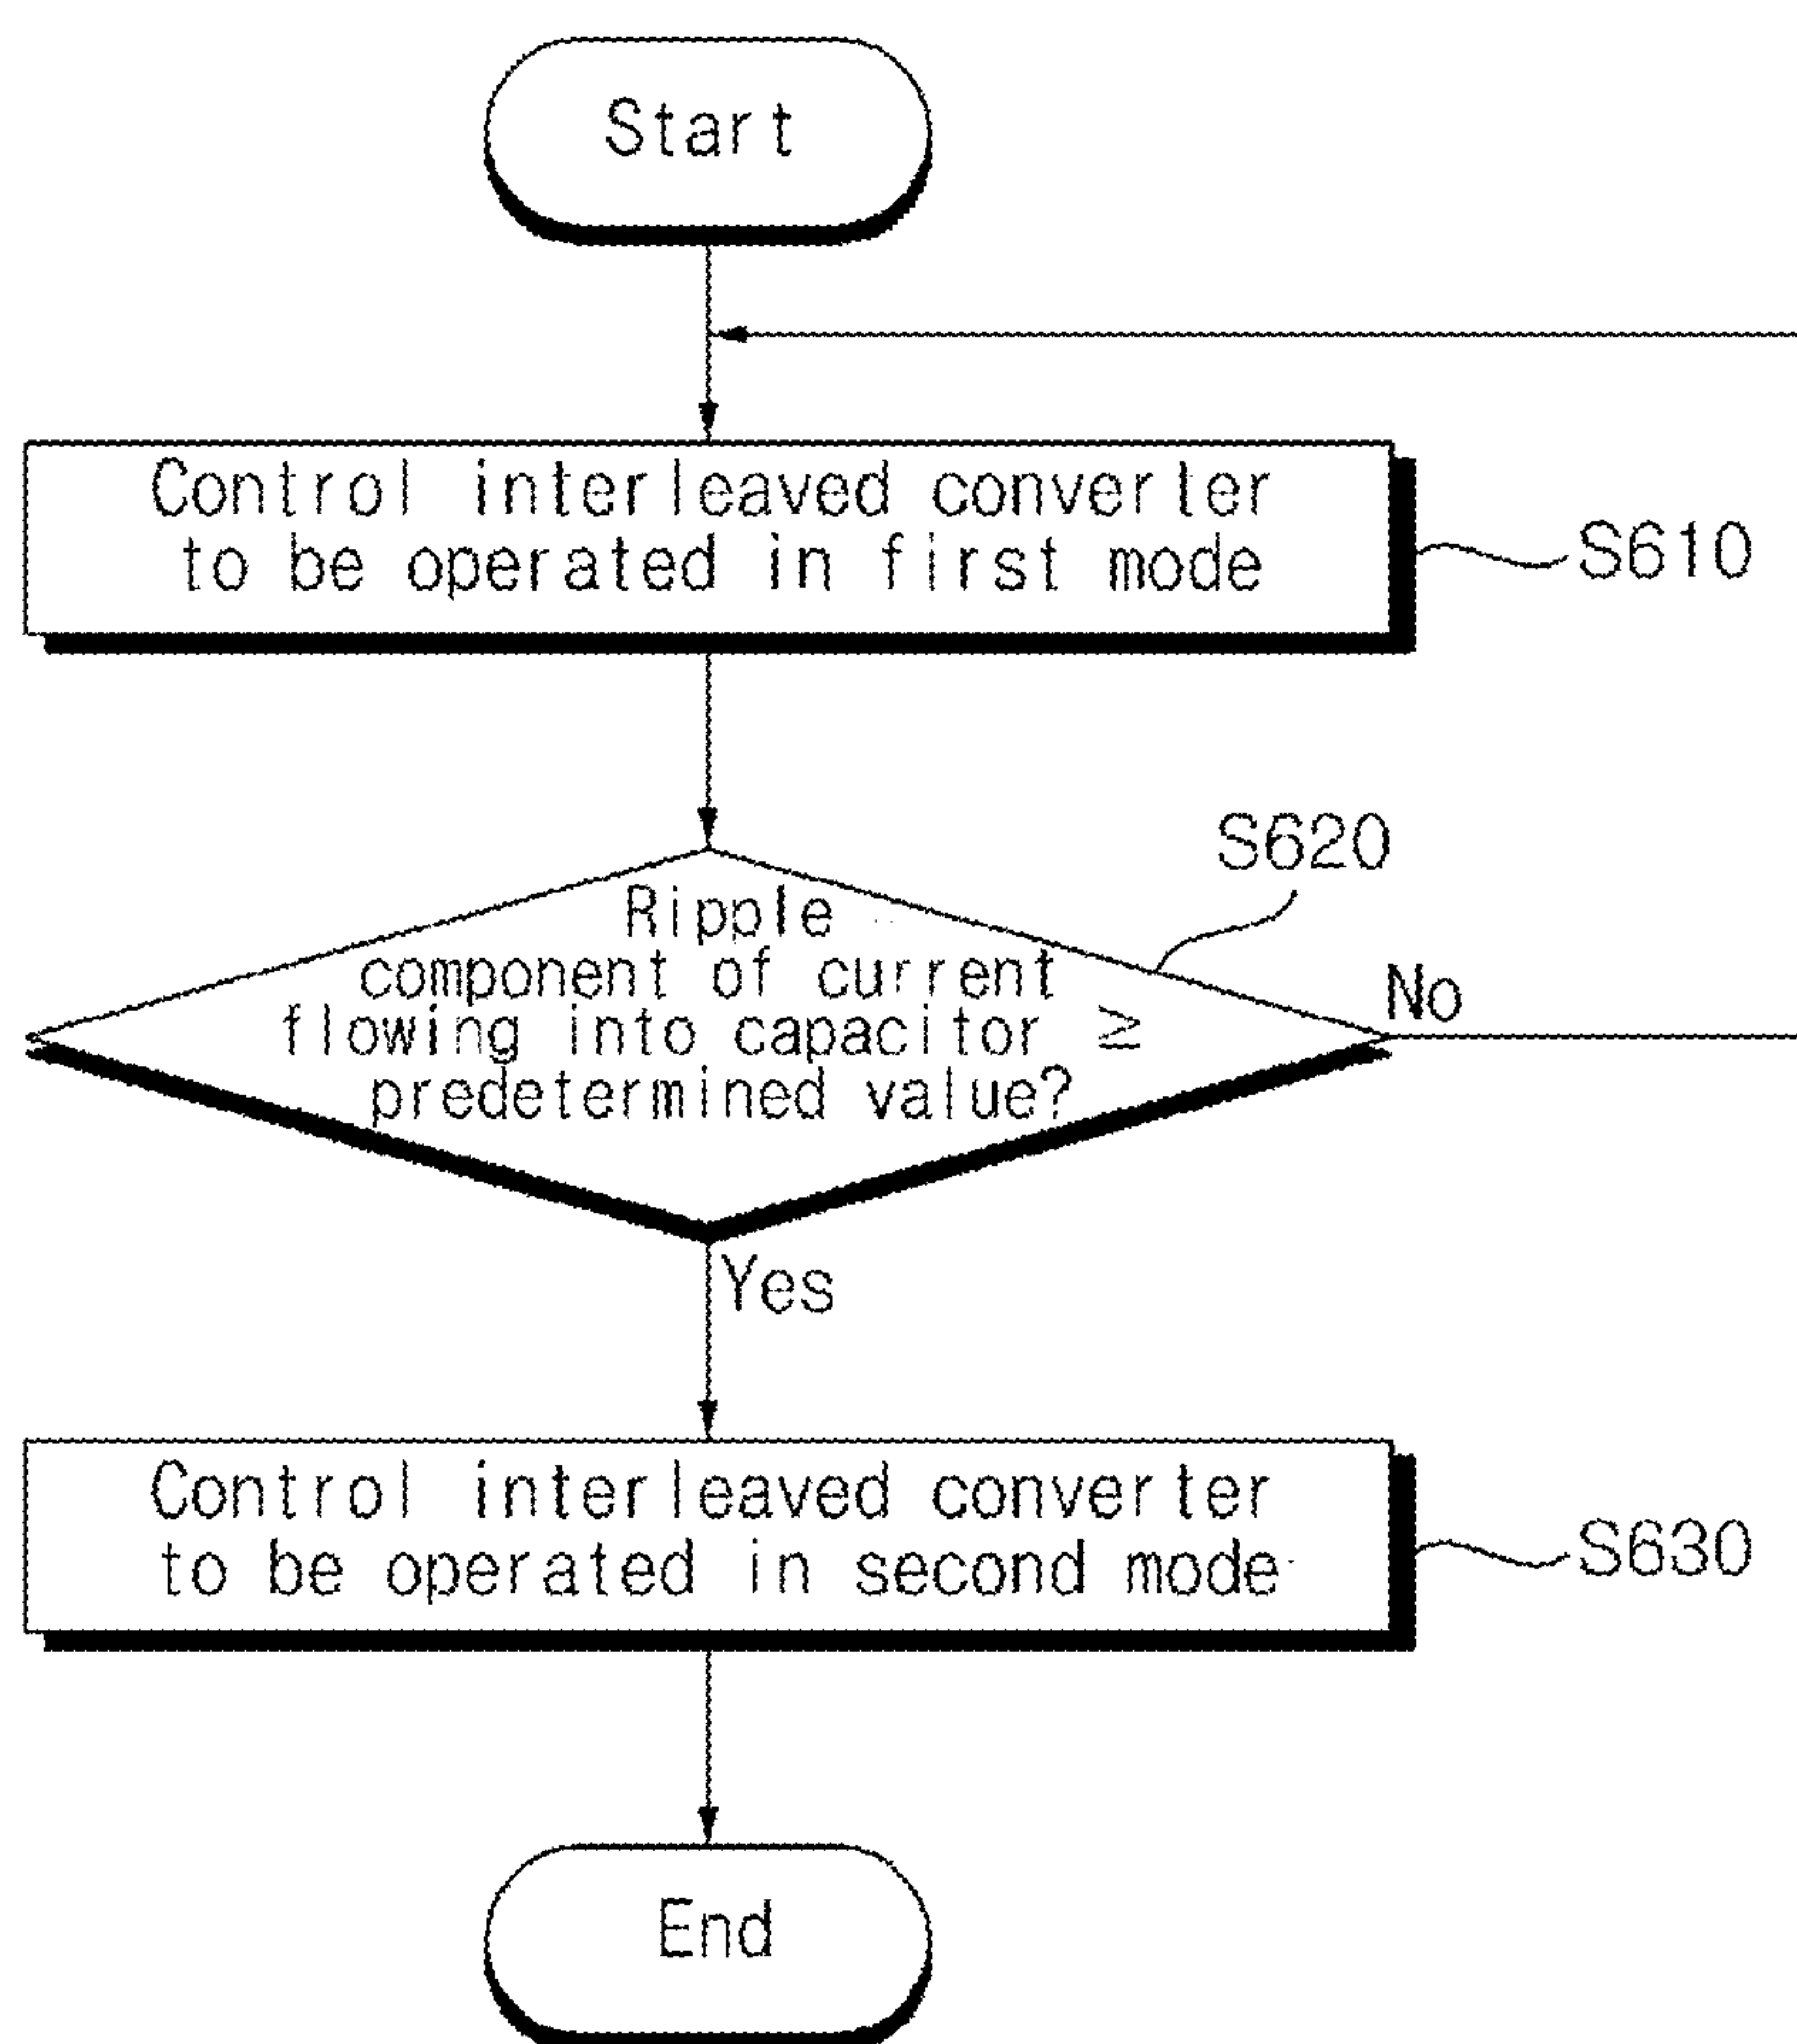 Start
Control interleaved converter
to be operated in first mode
S610
S620
Ripple
component of current
flowing into capacitor ≥
predetermined value?
No
Yes
Control interleaved converter
to be operated in second mode
S630
End